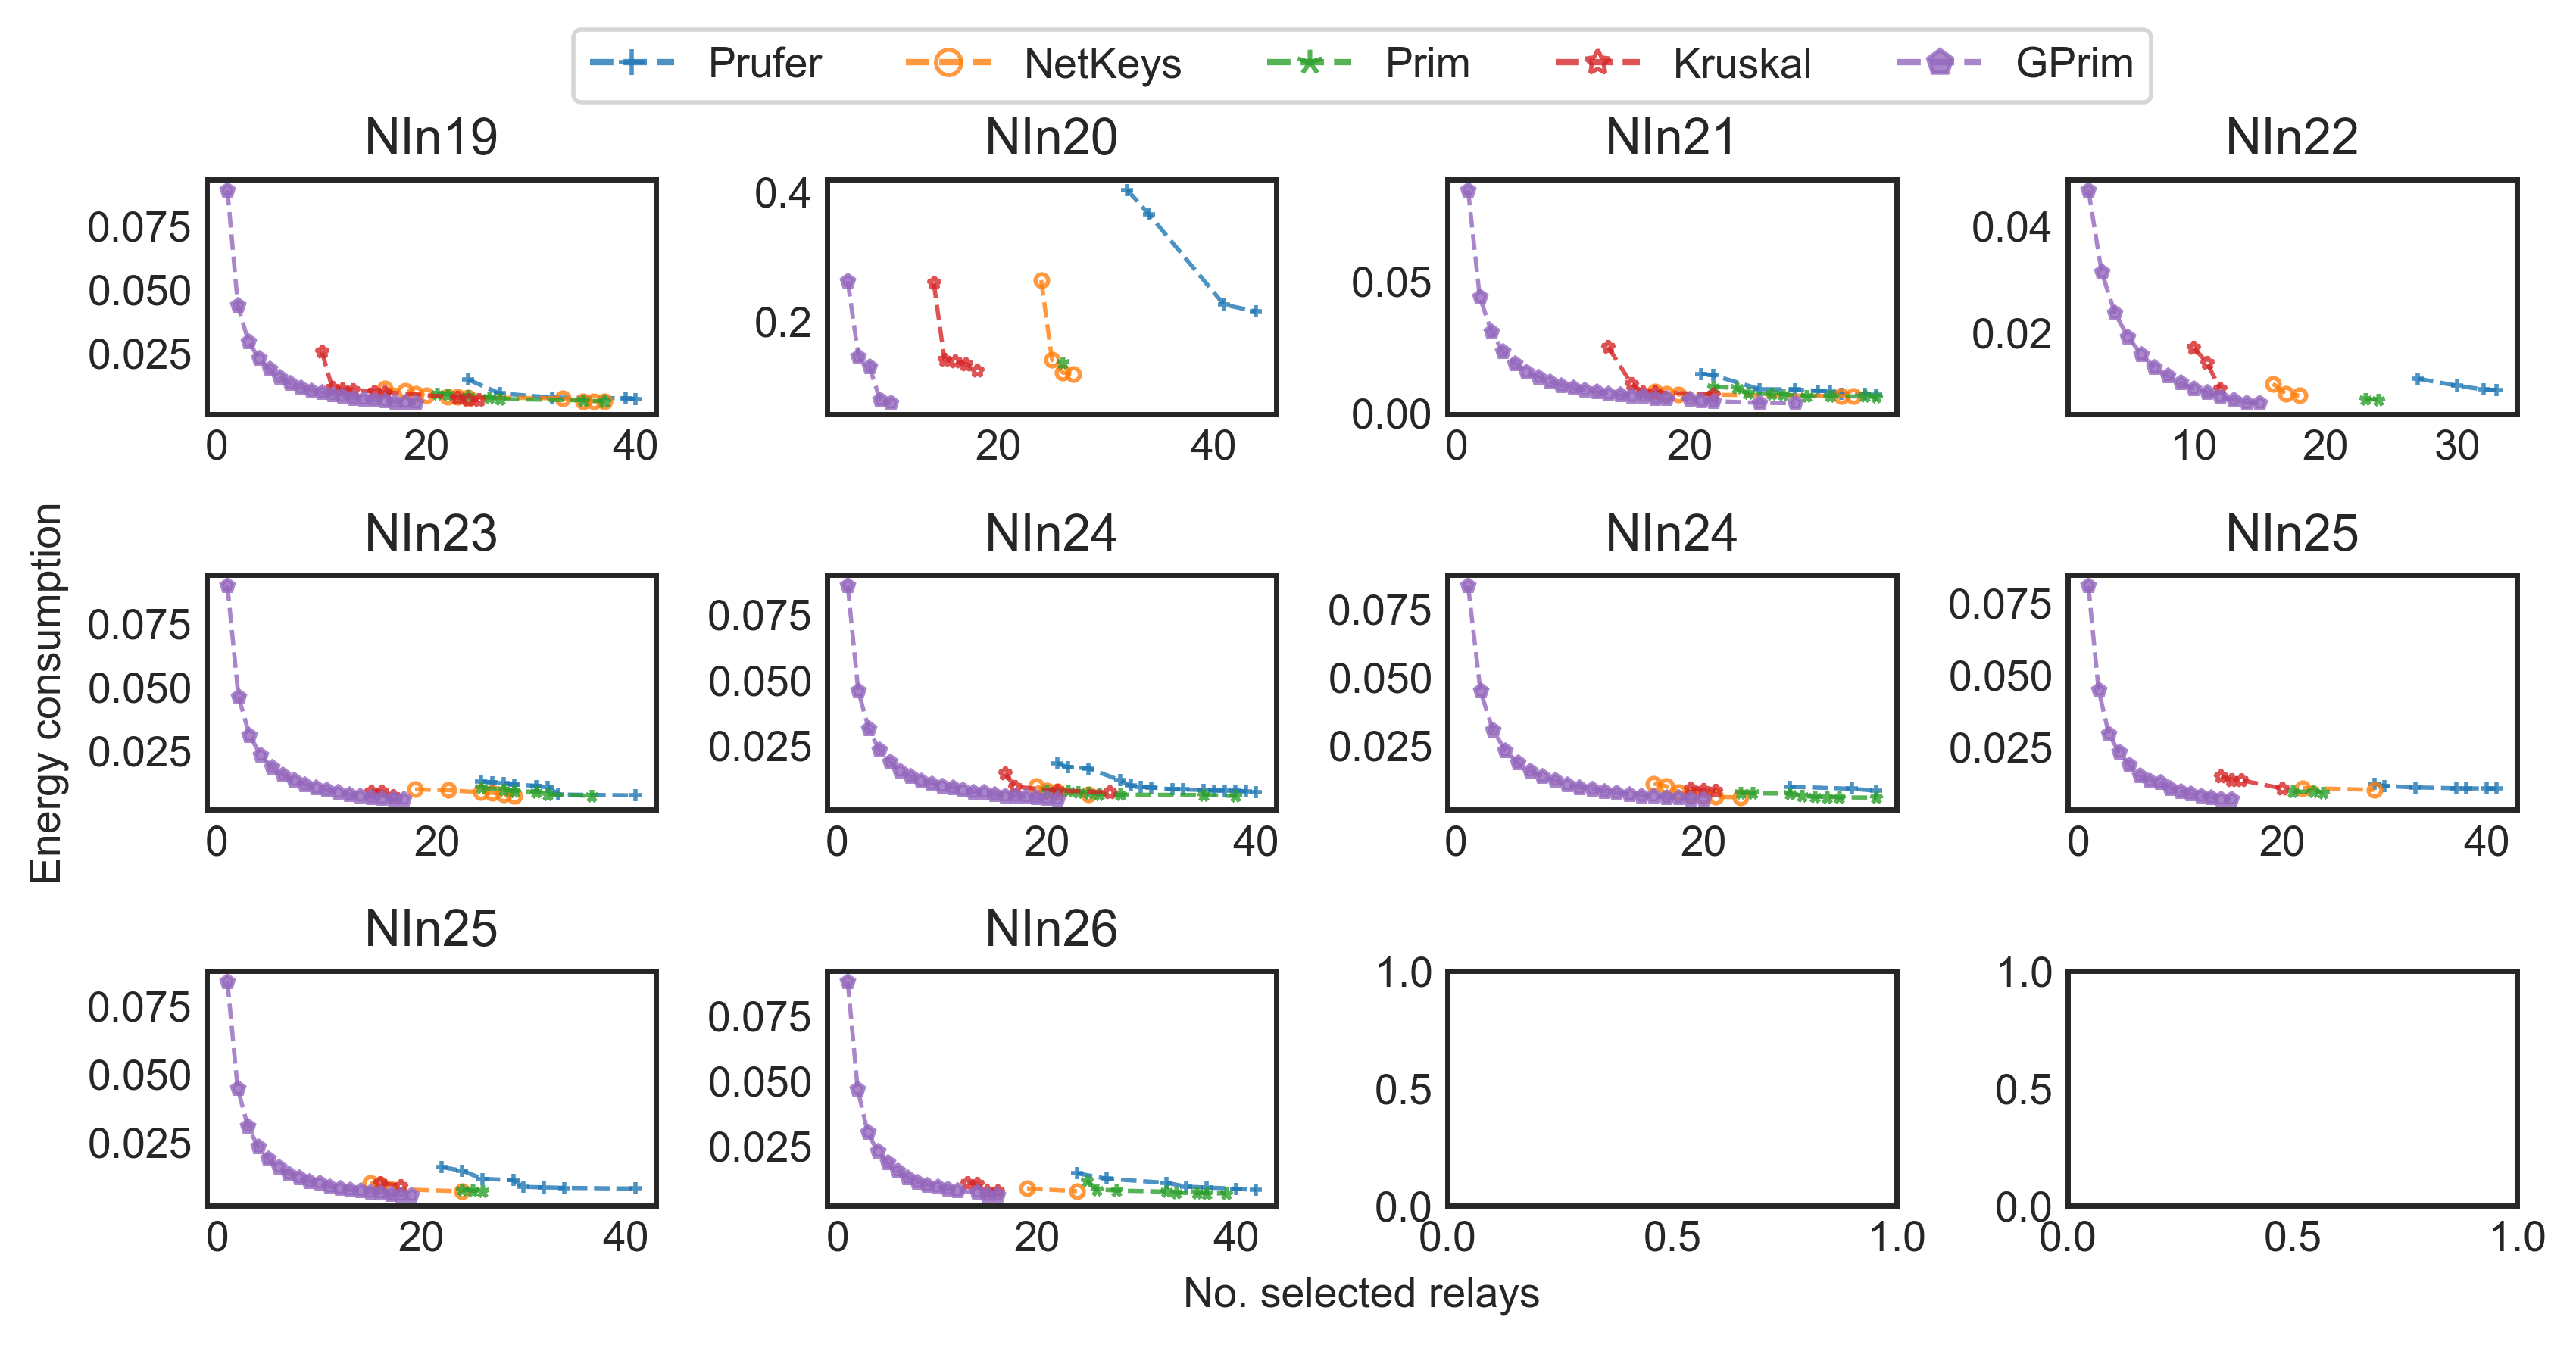 Prufer NetKeys Prim Kruskal GPrim
NIn19 NIn20 NIn21 NIn22
0.075 0.050 0.025
0 20 40
0.4 0.2
20 40
0.05 0.00
0 20
0.04 0.02
10 20 30
Energy consumption
NIn23 NIn24 NIn24 NIn25
0.075 0.050 0.025
0 20
0.075 0.050 0.025
0 20 40
0.075 0.050 0.025
0 20
0.075 0.050 0.025
0 20 40
NIn25 NIn26
0.075 0.050 0.025
0 20 40
0.075 0.050 0.025
0 20 40
1.0 0.5 0.0
0.0 0.5 1.0
1.0 0.5 0.0
0.0 0.5 1.0
No. selected relays